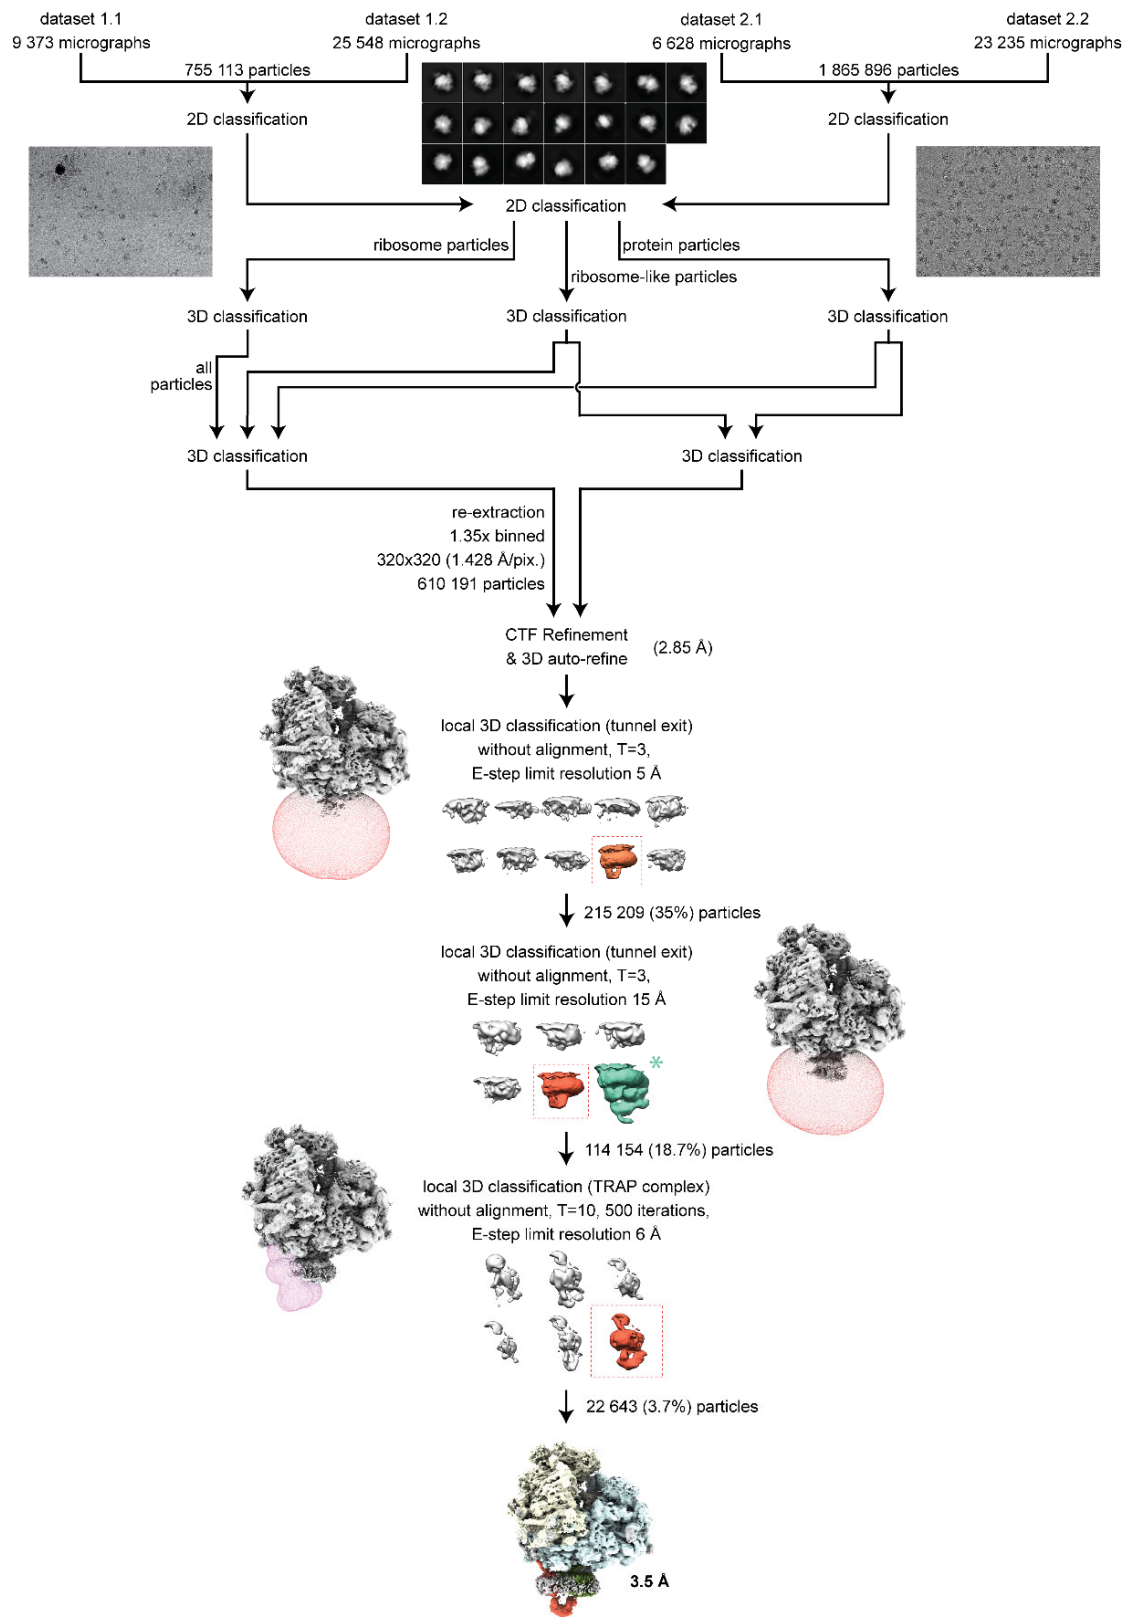 dataset 1.1
9 373 micrographs
dataset 1.2
25 548 micrographs
dataset 2.1
6 628 micrographs
dataset 2.2
23 235 micrographs
755 113 particles
1 865 896 particles
2D classification
2D classification
2D classification
ribosome particles
protein particles
ribosome-like particles
3D classification
3D classification
3D classification
all
particles
3D classification
3D classification
re-extraction
1.35x binned
320x320 (1.428 Å/pix.)
610 191 particles
CTF Refinement
& 3D auto-refine
(2.85 Å)
local 3D classification (tunnel exit)
without alignment, T=3,
E-step limit resolution 5 Å
215 209 (35%) particles
local 3D classification (tunnel exit)
without alignment, T=3,
E-step limit resolution 15 Å
*
114 154 (18.7%) particles
local 3D classification (TRAP complex)
without alignment, T=10, 500 iterations,
E-step limit resolution 6 Å
22 643 (3.7%) particles
3.5 Å